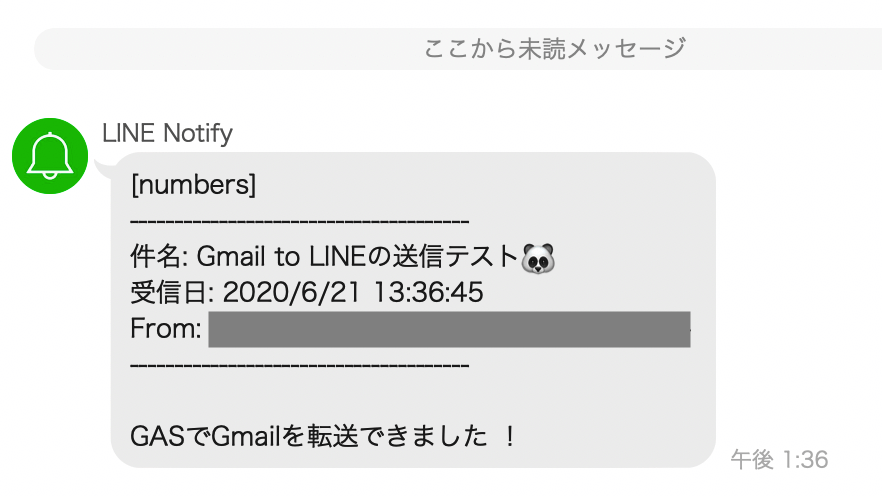 ここから未読メッセージ
LINE Notify
[numbers]
--------------------------------------
件名: Gmail to LINEの送信テスト🐼
受信日: 2020/6/21 13:36:45
From:
--------------------------------------
GASでGmailを転送できました ！
午後 1:36